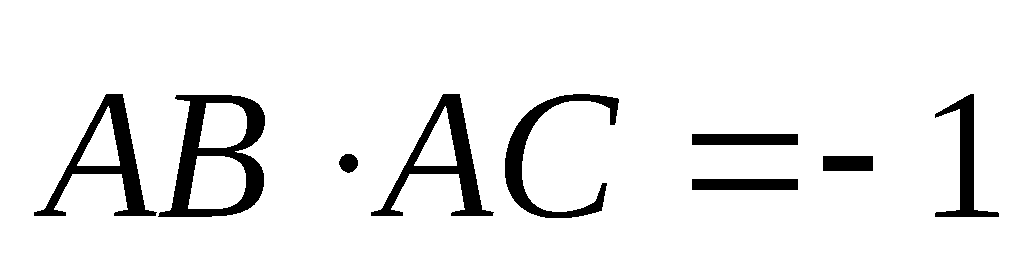 AB ·AC =- 1